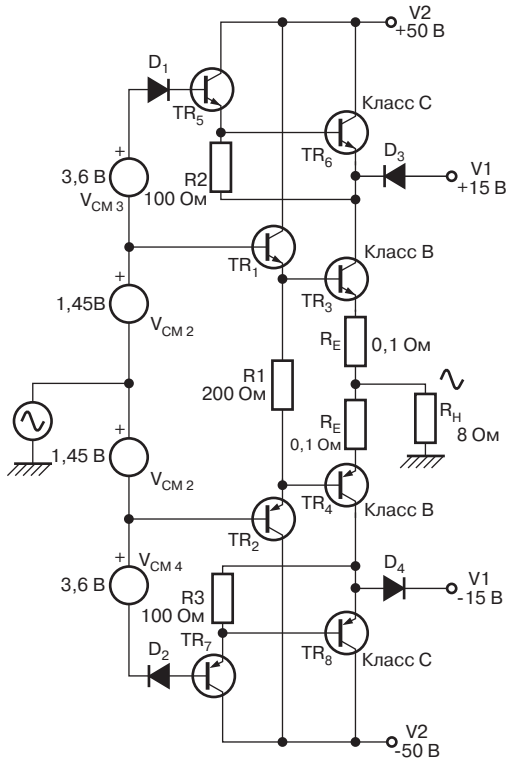 V2
+50 В
D1
TR5
Класс С
+
R2
TR6
D3
V1
+15 В
3,6 В
VCM 3
100 Ом
+
TR1
Класс В
1,45В
VCM 2
TR3
RE
0,1 Ом
R1
200 Ом
+
RE
RH
8 Ом
1,45 В
0,1 Ом
VCM 2
TR4
Класс В
TR2
+
VCM 4
3,6 В
R3
100 Ом
D4
V1
-15 В
D2
TR7
TR8
Класс С
V2
-50 В